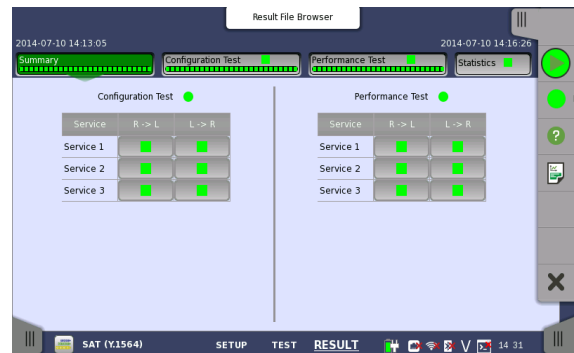 Result File Browser
2014-07-10 14:13:05
2014-07-10 14:16:26
Summary
Configuration Test
Performance Test
Statistics
Configuration Test
Performance Test
Service R -> L L -> R
Service 1
Service 2
Service 3
Service R -> L L -> R
Service 1
Service 2
Service 3
SAT (Y.1564) SETUP TEST RESULT 14 31